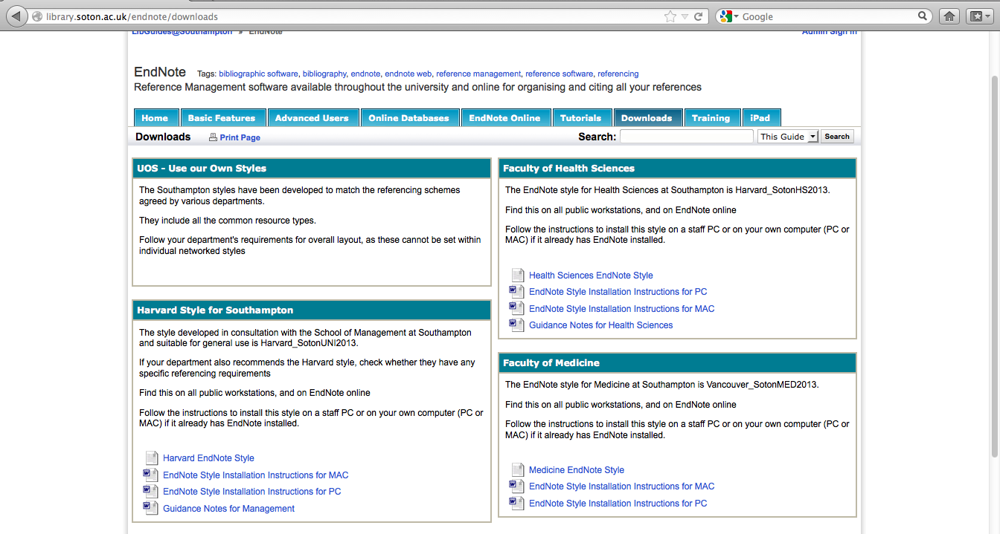 library.soton.ac.uk/endnote/downloads
Google
LibGuides@Southampton » EndNote
Admin Sign In
EndNote Tags: bibliographic software, bibliography, endnote, endnote web, reference management, reference software, referencing
Reference Management software available throughout the university and online for organising and citing all your references
Home Basic Features Advanced Users Online Databases EndNote Online Tutorials Downloads Training iPad
Downloads Print Page Search: This Guide Search
UOS - Use our Own Styles
The Southampton styles have been developed to match the referencing schemes
agreed by various departments.
They include all the common resource types.
Follow your department's requirements for overall layout, as these cannot be set within
individual networked styles
Harvard Style for Southampton
The style developed in consultation with the School of Management at Southampton
and suitable for general use is Harvard_SotonUNI2013.
If your department also recommends the Harvard style, check whether they have any
specific referencing requirements
Find this on all public workstations, and on EndNote online
Follow the instructions to install this style on a staff PC or on your own computer (PC or
MAC) if it already has EndNote installed.
Harvard EndNote Style
EndNote Style Installation Instructions for MAC
EndNote Style Installation Instructions for PC
Guidance Notes for Management
Faculty of Health Sciences
The EndNote style for Health Sciences at Southampton is Harvard_SotonHS2013.
Find this on all public workstations, and on EndNote online
Follow the instructions to install this style on a staff PC or on your own computer (PC or
MAC) if it already has EndNote installed.
Health Sciences EndNote Style
EndNote Style Installation Instructions for PC
EndNote Style Installation Instructions for MAC
Guidance Notes for Health Sciences
Faculty of Medicine
The EndNote style for Medicine at Southampton is Vancouver_SotonMED2013.
Find this on all public workstations, and on EndNote online
Follow the instructions to install this style on a staff PC or on your own computer (PC or
MAC) if it already has EndNote installed.
Medicine EndNote Style
EndNote Style Installation Instructions for MAC
EndNote Style Installation Instructions for PC